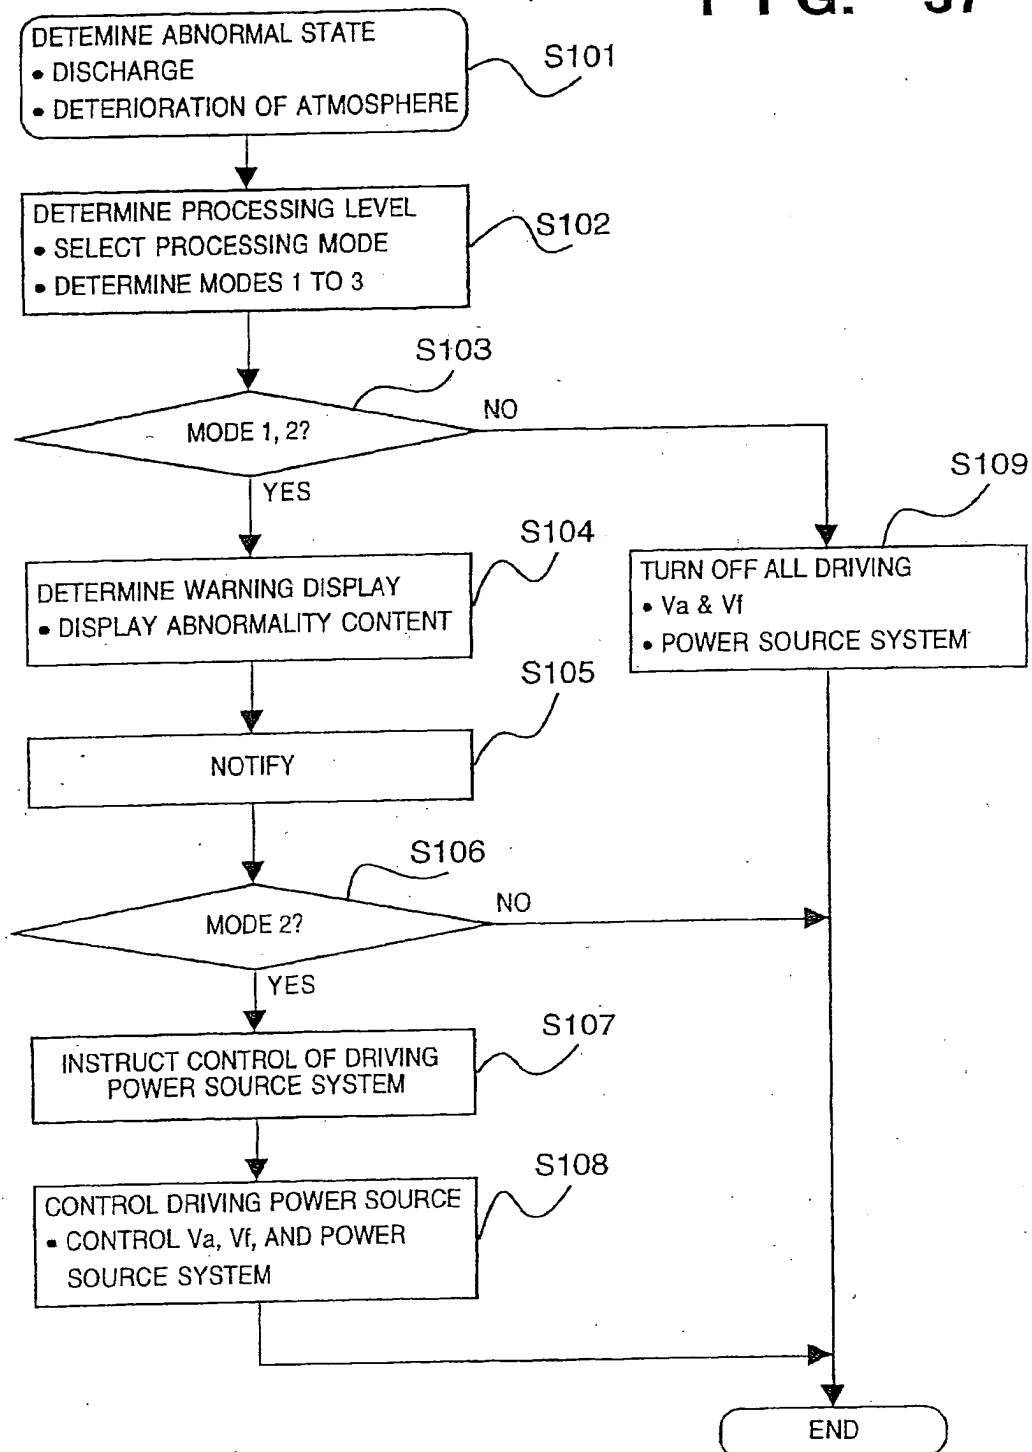 FIG. 37
DETEMINE ABNORMAL STATE
• DISCHARGE
• DETERIORATION OF ATMOSPHERE
S101
DETERMINE PROCESSING LEVEL
• SELECT PROCESSING MODE
• DETERMINE MODES 1 TO 3
S102
S103
MODE 1, 2?
NO
YES
S109
TURN OFF ALL DRIVING
• Va & Vf
• POWER SOURCE SYSTEM
S104
DETERMINE WARNING DISPLAY
• DISPLAY ABNORMALITY CONTENT
S105
NOTIFY
S106
MODE 2?
NO
YES
S107
INSTRUCT CONTROL OF DRIVING
POWER SOURCE SYSTEM
S108
CONTROL DRIVING POWER SOURCE
• CONTROL Va, Vf, AND POWER
SOURCE SYSTEM
END